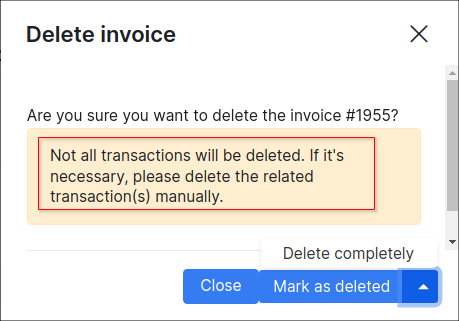 Delete invoice
Are you sure you want to delete the invoice #1955?
Not all transactions will be deleted. If it's
necessary, please delete the related
transaction(s) manually.
Delete completely
Close
Mark as deleted